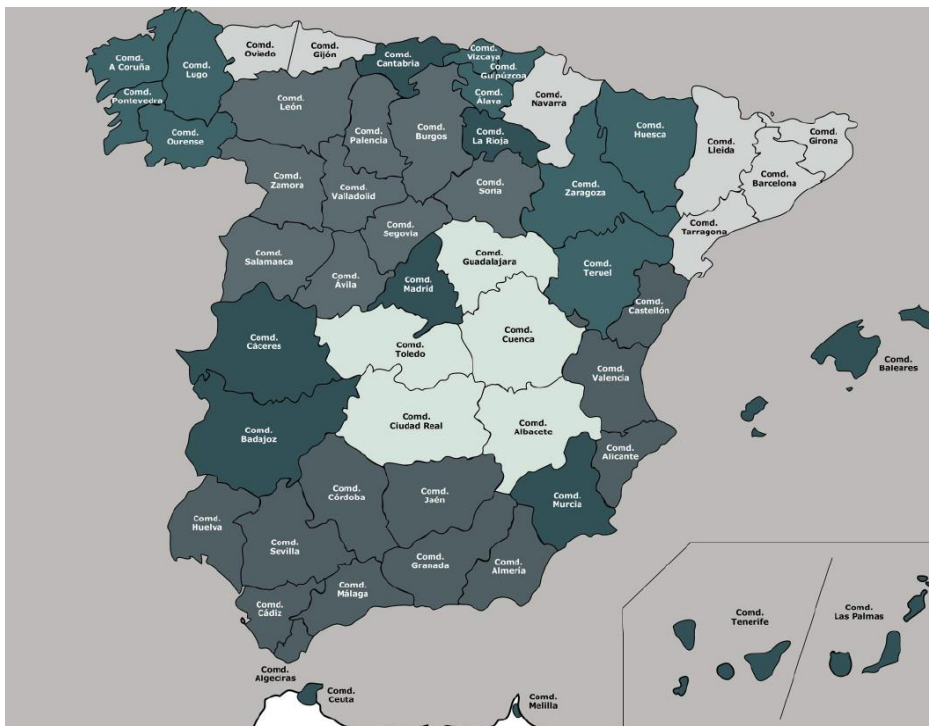 Comd.
A Coruña
Comd.
Lugo
Comd.
Oviedo
Comd.
Gijón
Comd.
Cantabria
Comd.
Vizcaya
Comd.
Guipúzcoa
Comd.
Álava
Comd.
Navarra
Comd.
Pontevedra
Comd.
Ourense
Comd.
León
Comd.
Palencia
Comd.
Burgos
Comd.
La Rioja
Comd.
Huesca
Comd.
Lleida
Comd.
Girona
Comd.
Barcelona
Comd.
Tarragona
Comd.
Zamora
Comd.
Valladolid
Comd.
Soria
Comd.
Zaragoza
Comd.
Segovia
Comd.
Salamanca
Comd.
Ávila
Comd.
Madrid
Comd.
Guadalajara
Comd.
Teruel
Comd.
Castellón
Comd.
Cáceres
Comd.
Toledo
Comd.
Cuenca
Comd.
Valencia
Comd.
Baleares
Comd.
Badajoz
Comd.
Ciudad Real
Comd.
Albacete
Comd.
Alicante
Comd.
Murcia
Comd.
Huelva
Comd.
Sevilla
Comd.
Córdoba
Comd.
Jaén
Comd.
Granada
Comd.
Almería
Comd.
Málaga
Comd.
Cádiz
Comd.
Algeciras
Comd.
Ceuta
Comd.
Melilla
Comd.
Tenerife
Comd.
Las Palmas